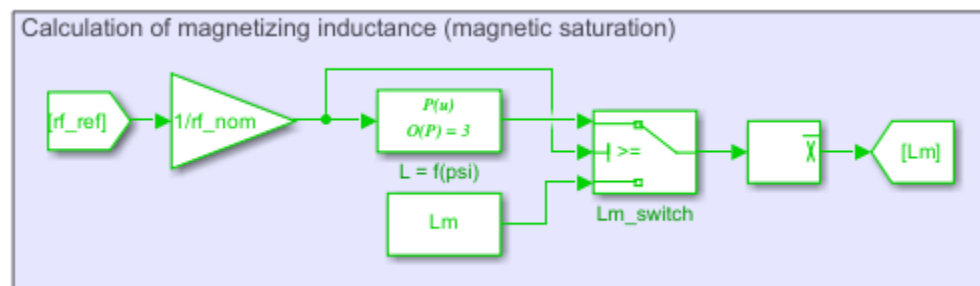 Calculation of magnetizing inductance (magnetic saturation)
[rf_ref]
1/rf_nom
P(u)
O(P) = 3
L = f(psi)
Lm
>=
Lm_switch
X
[Lm]